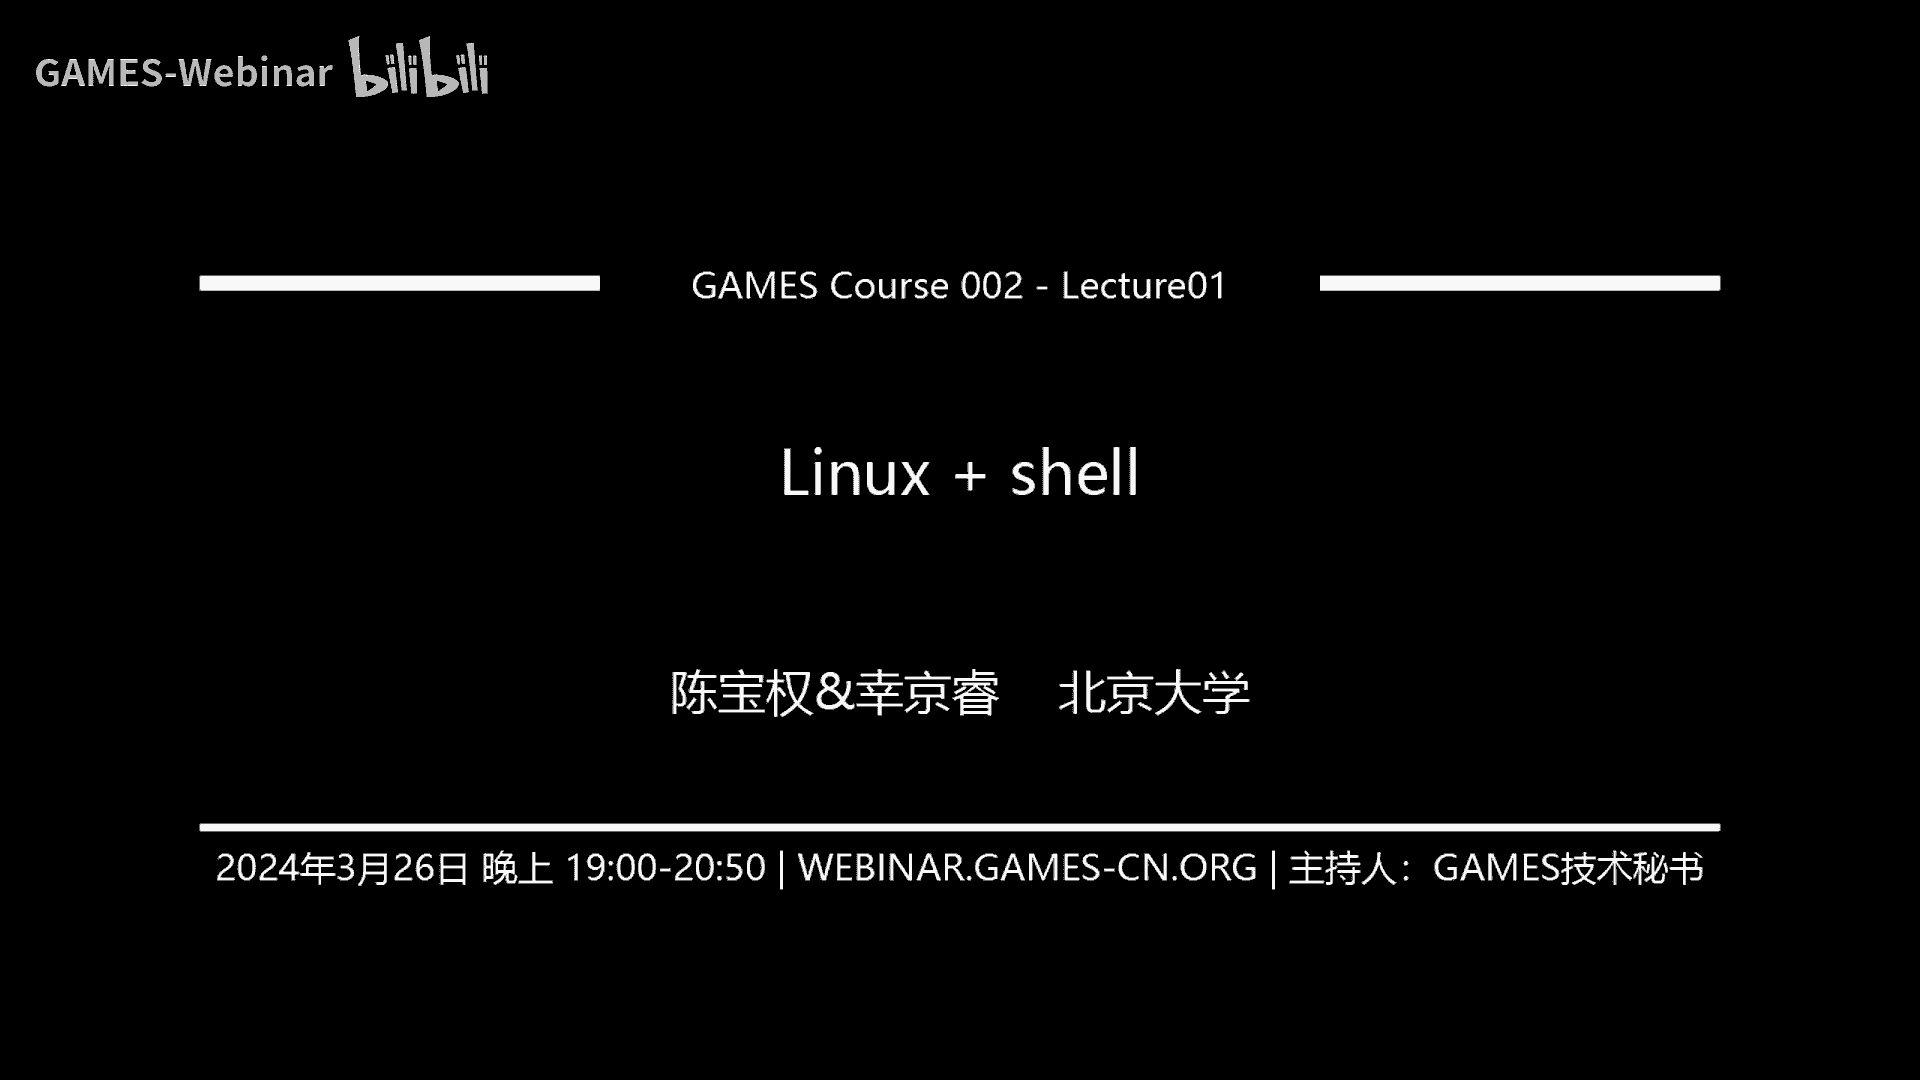 GAMES-Webinar bilibili
GAMES Course 002 - Lecture01
Linux + shell
陈宝权&幸京睿 北京大学
2024年3月26日 晚上 19:00-20:50 | WEBINAR.GAMES-CN.ORG | 主持人：GAMES技术秘书